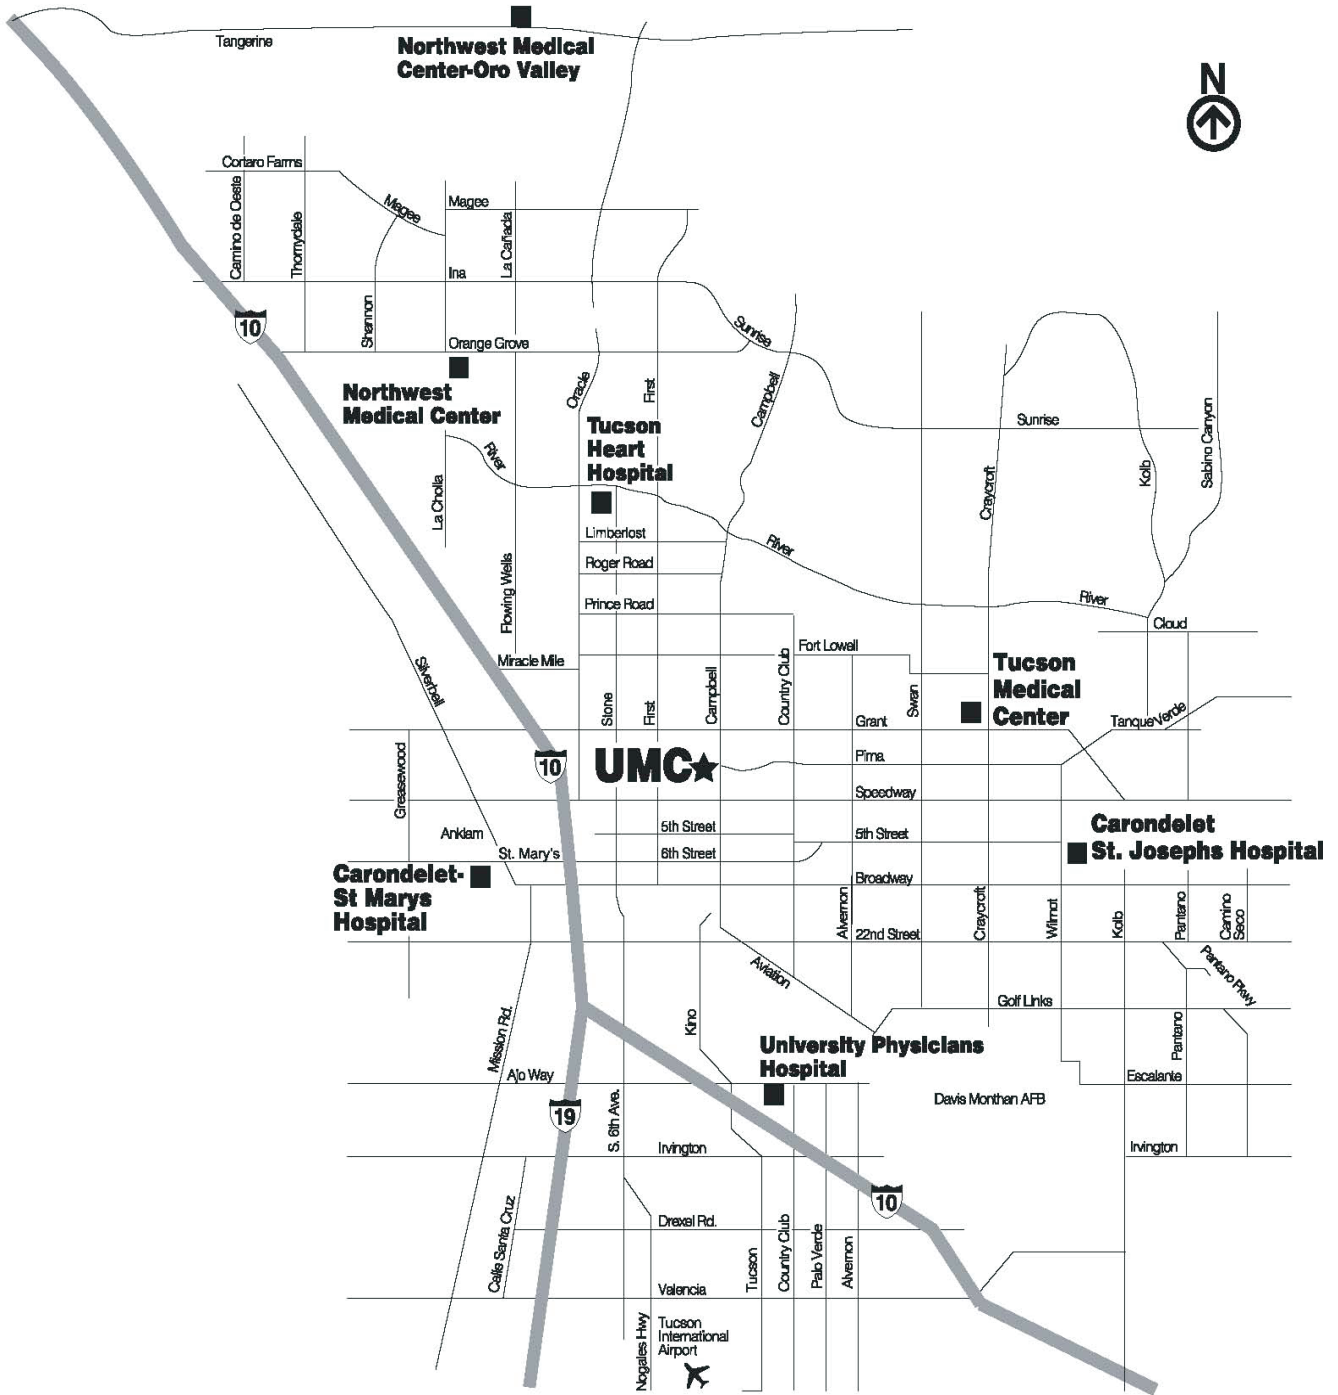 Tangerine
Northwest Medical
Center-Oro Valley
N
Cortaro Farms
Camino de Oeste
Thornydale
Magee
Magee
La Cañada
Ina
Shannon
10
Orange Grove
Sunrise
Northwest
Medical Center
Oracle
First
Campbell
Tucson
Heart
Hospital
Sunrise
Sabino Canyon
Kolb
Craycroft
River
La Cholla
Limberlost
River
Roger Road
Flowing Wells
Prince Road
River
Cloud
Fort Lowell
Miracle Mile
Silverbell
Stone
First
Campbell
Country Club
Swan
Tucson
Medical
Center
Grant
Tanque Verde
Greasewood
10
UMC
Pima
Speedway
5th Street
5th Street
Anklam
St. Mary's
6th Street
Carondelet
St. Josephs Hospital
Carondelet-
St Marys
Hospital
Broadway
Alvernon
22nd Street
Craycroft
Wilmot
Kolb
Pantano
Camino
Seco
Aviation
Pantano Pkwy
Golf Links
Mission Rd.
Kino
Pantano
University Physicians
Hospital
Ajo Way
Escalante
Davis Monthan AFB
19
S. 6th Ave.
Irvington
Irvington
10
Calle Santa Cruz
Drexel Rd.
Tucson
Country Club
Palo Verde
Alvernon
Valencia
Nogales Hwy
Tucson
International
Airport